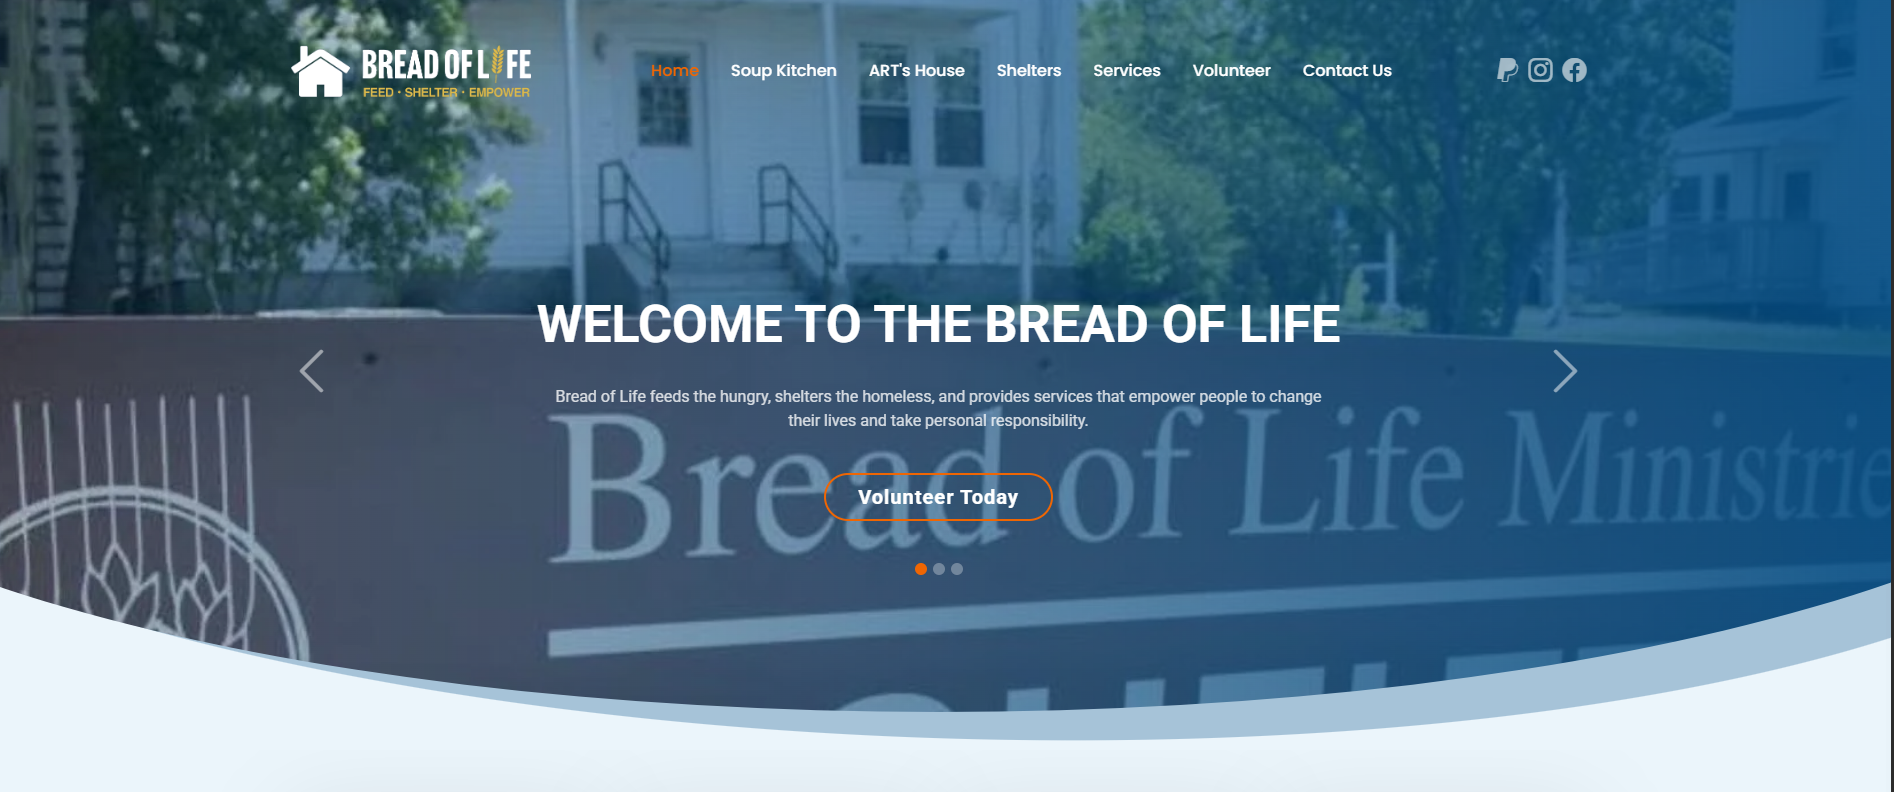 BREAD OF LIFE
FEED • SHELTER • EMPOWER
Home
Soup Kitchen
ART's House
Shelters
Services
Volunteer
Contact Us
WELCOME TO THE BREAD OF LIFE
Bread of Life feeds the hungry, shelters the homeless, and provides services that empower people to change
their lives and take personal responsibility.
Volunteer Today
Bread of Life Ministrie